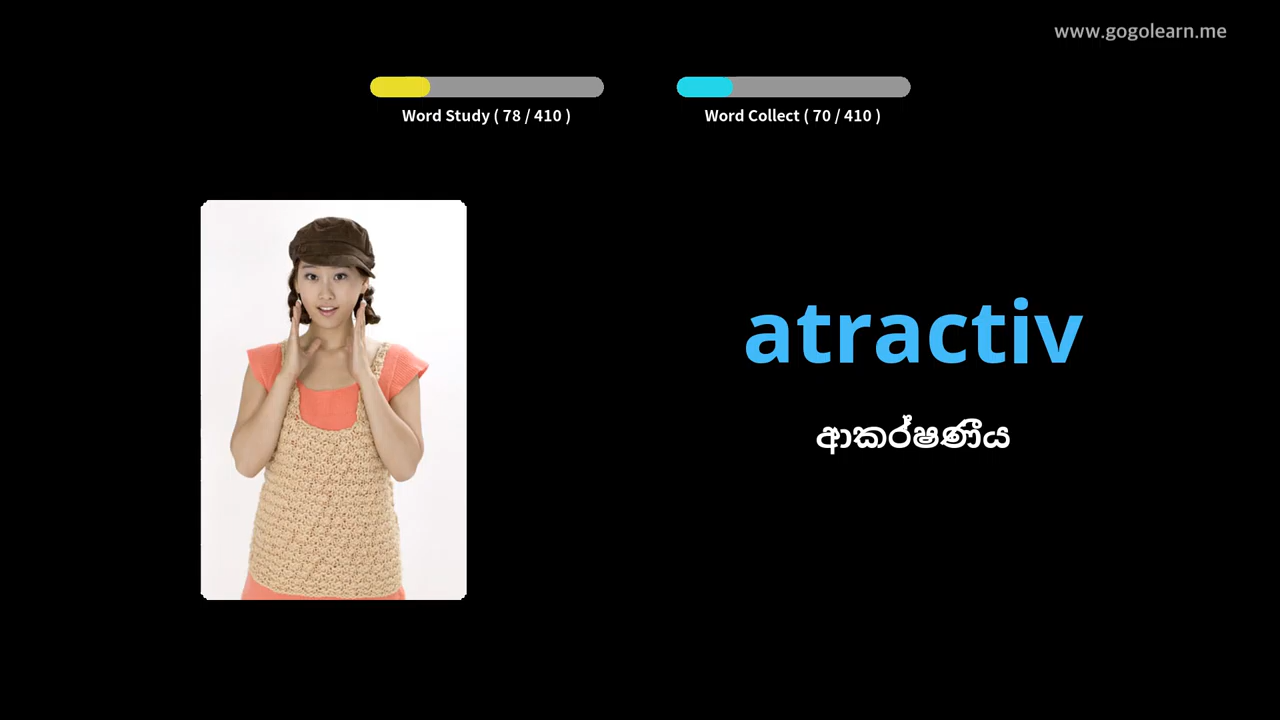 www.gogolearn.me
Word Study ( 78 / 410 )
Word Collect ( 70 / 410 )
atractiv
ආකර්ෂණීය